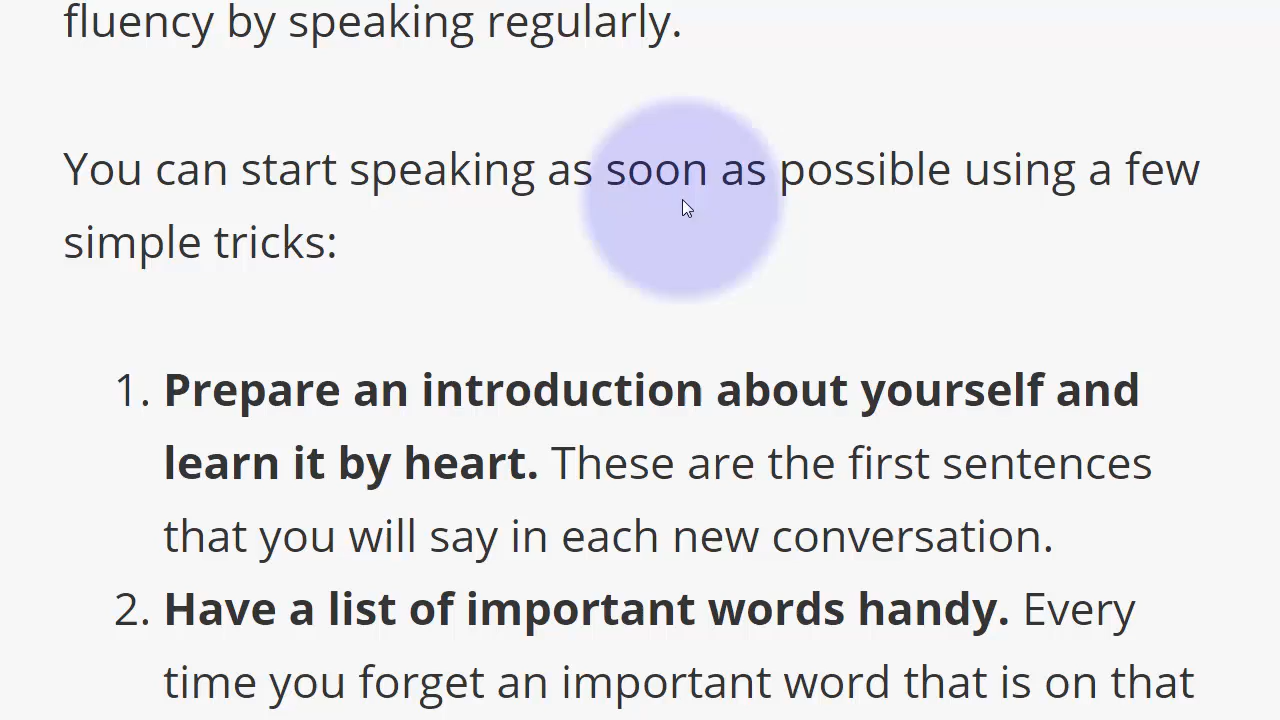 fluency by speaking regularly.
You can start speaking as soon as possible using a few
simple tricks:
1. Prepare an introduction about yourself and
learn it by heart. These are the first sentences
that you will say in each new conversation.
2. Have a list of important words handy. Every
time you forget an important word that is on that